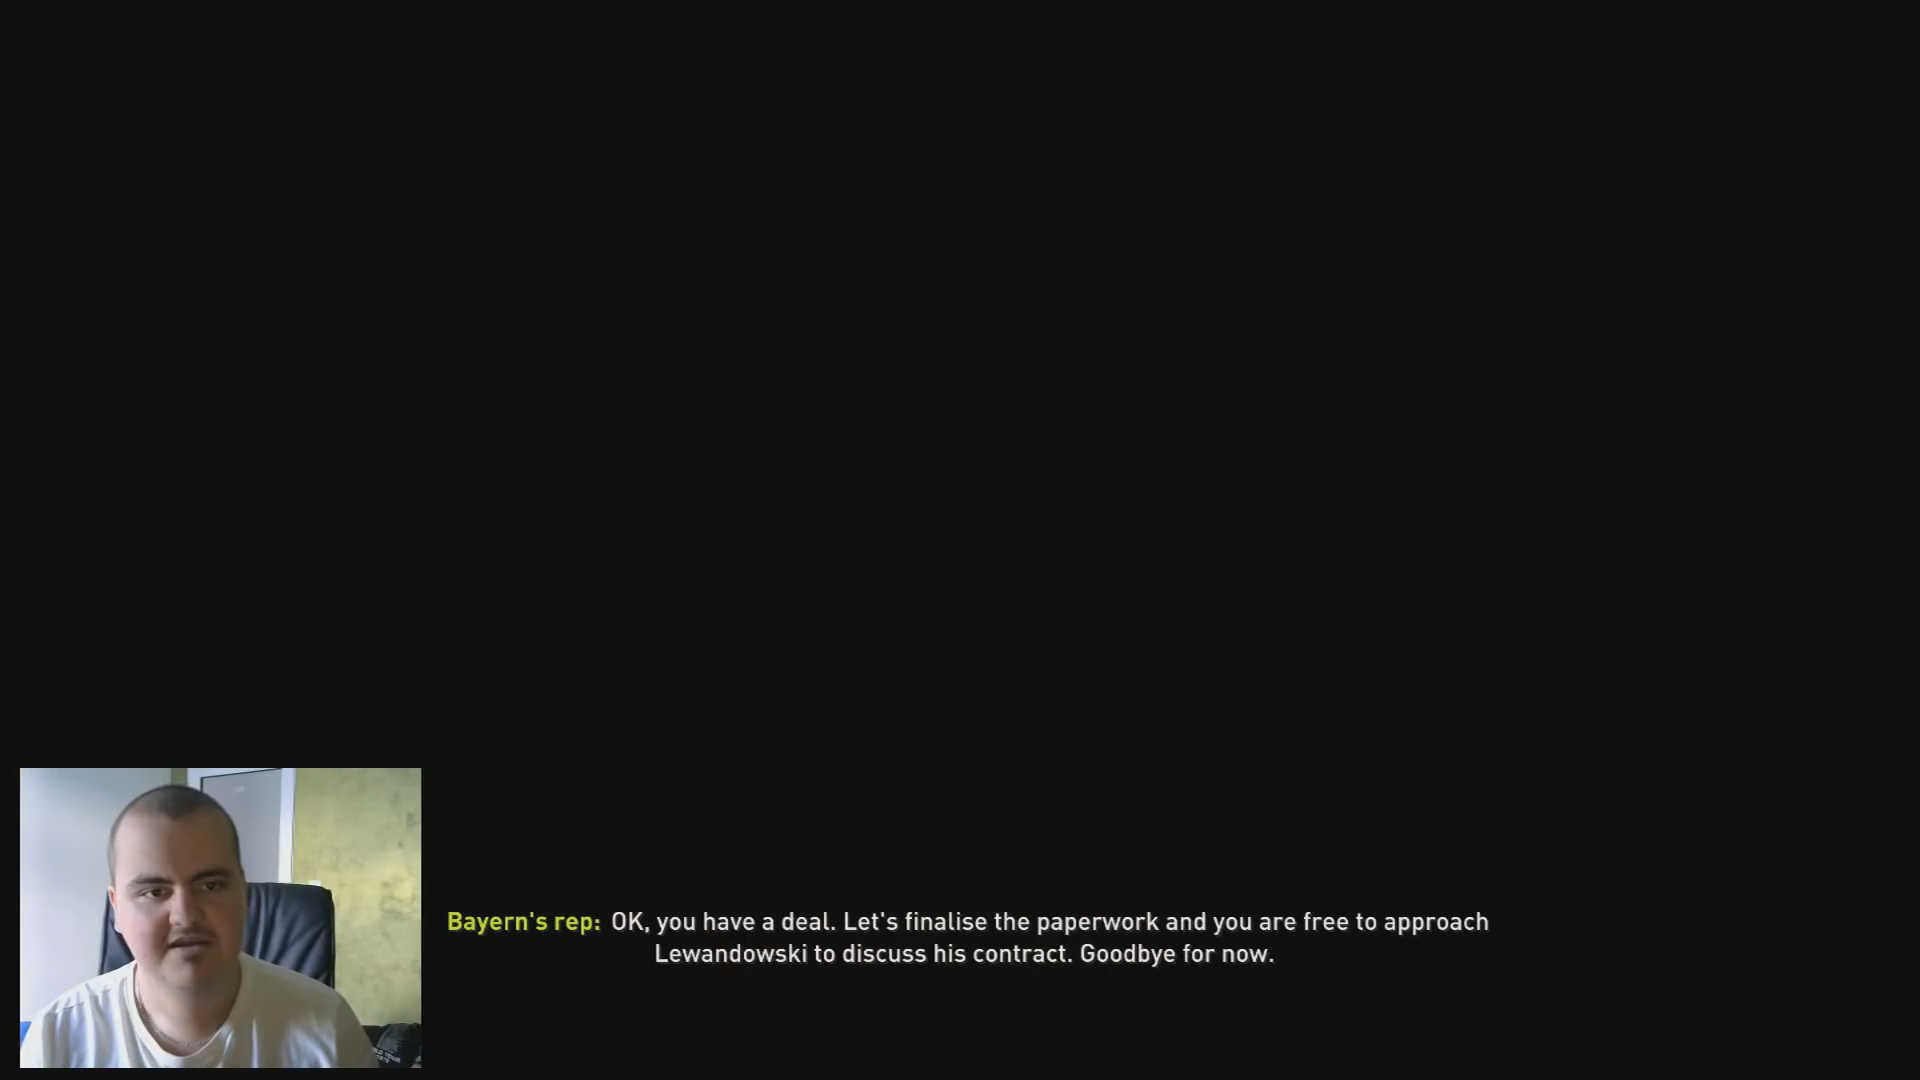 Bayern's rep: OK, you have a deal. Let's finalise the paperwork and you are free to approach
Lewandowski to discuss his contract. Goodbye for now.